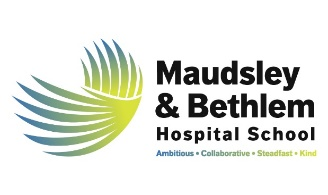 Maudsley
& Bethlem
Hospital School
Ambitious • Collaborative • Steadfast • Kind